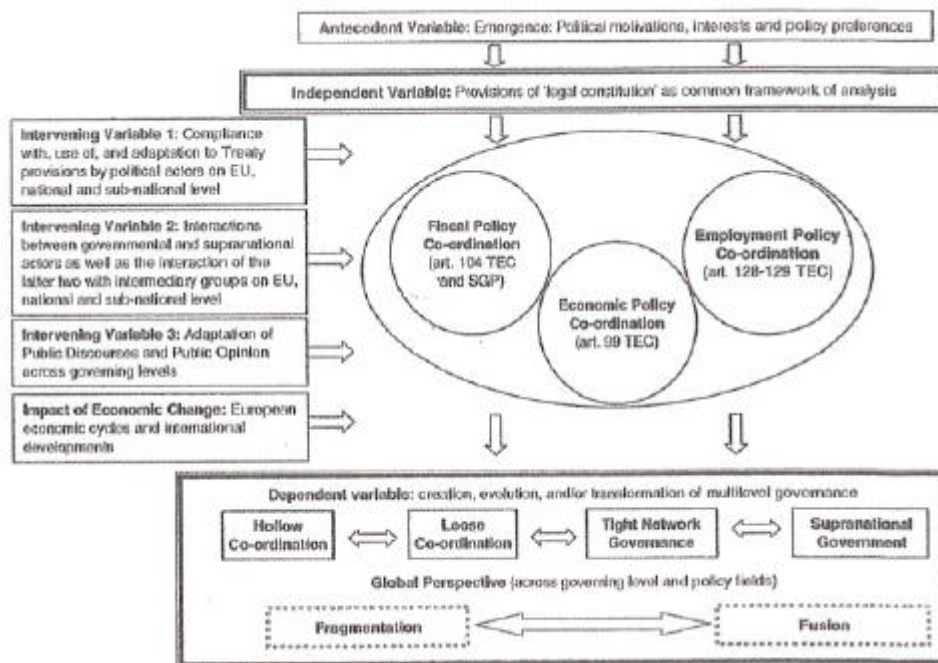 Antecedent Variable: Emergence: Political motivations, interests and policy preferences
Independent Variable: Provisions of 'legal constitution' as common framework of analysis
Intervening Variable 1: Compliance
with, use of, and adaptation to Treaty
provisions by political actors on EU,
national and sub-national level
Intervening Variable 2: Interactions
between governmental and supranational
actors as well as the interaction of the
latter two with intermediary groups on EU,
national and sub-national level
Intervening Variable 3: Adaptation of
Public Discourses and Public Opinion
across governing levels
Impact of Economic Change: European
economic cycles and international
developments
Fiscal Policy
Co-ordination
(art. 104 TEC
and SGP)
Economic Policy
Co-ordination
(art. 99 TEC)
Employment Policy
Co-ordination
(art. 128-129 TEC)
Dependent variable: creation, evolution, and/or transformation of multilevel governance
Hollow
Co-ordination
Loose
Co-ordination
Tight Network
Governance
Supranational
Government
Global Perspective (across governing level and policy fields)
Fragmentation
Fusion